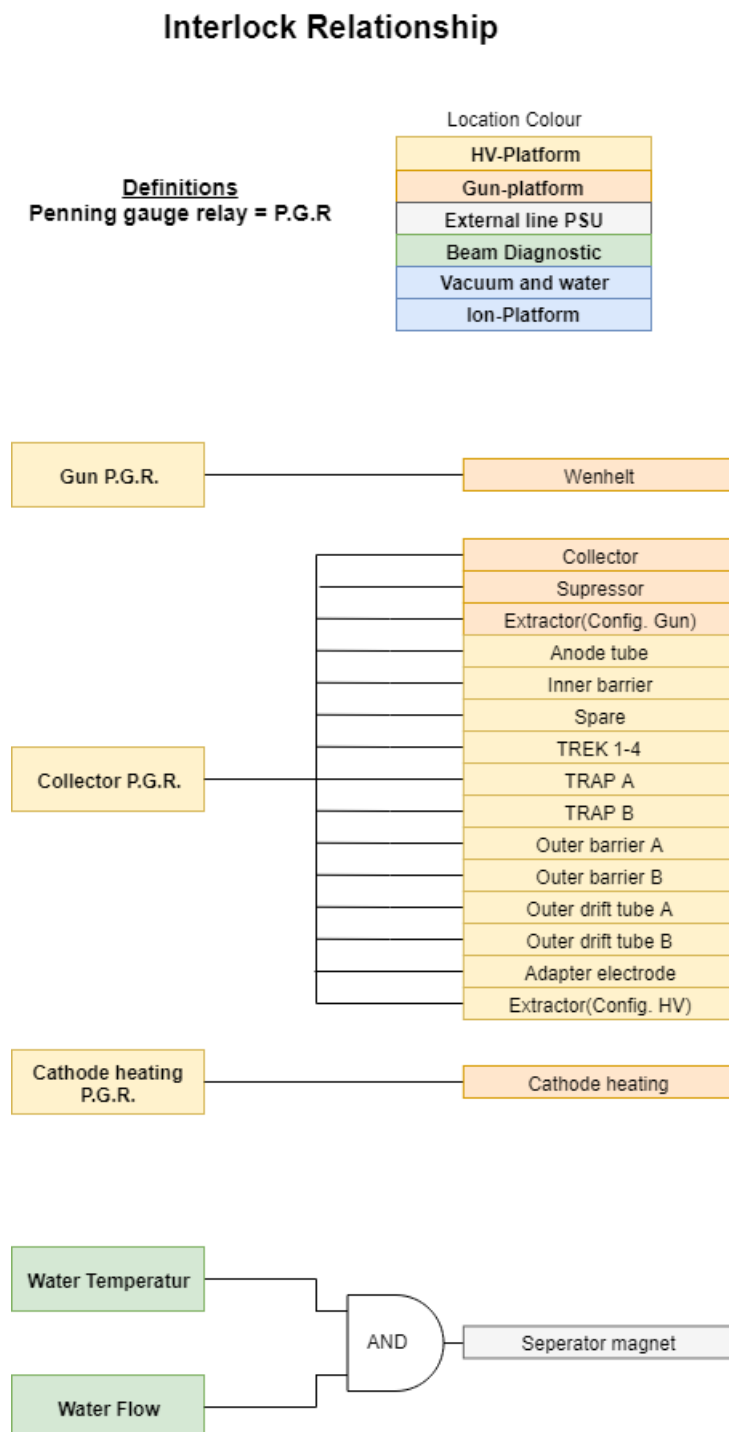 Interlock Relationship
Location Colour
HV-Platform
Gun-platform
External line PSU
Beam Diagnostic
Vacuum and water
Ion-Platform
Definitions
Penning gauge relay = P.G.R
Gun P.G.R.
Wenhelt
Collector P.G.R.
Collector
Supressor
Extractor(Config. Gun)
Anode tube
Inner barrier
Spare
TREK 1-4
TRAP A
TRAP B
Outer barrier A
Outer barrier B
Outer drift tube A
Outer drift tube B
Adapter electrode
Extractor(Config. HV)
Cathode heating
P.G.R.
Cathode heating
Water Temperatur
Water Flow
AND
Seperator magnet